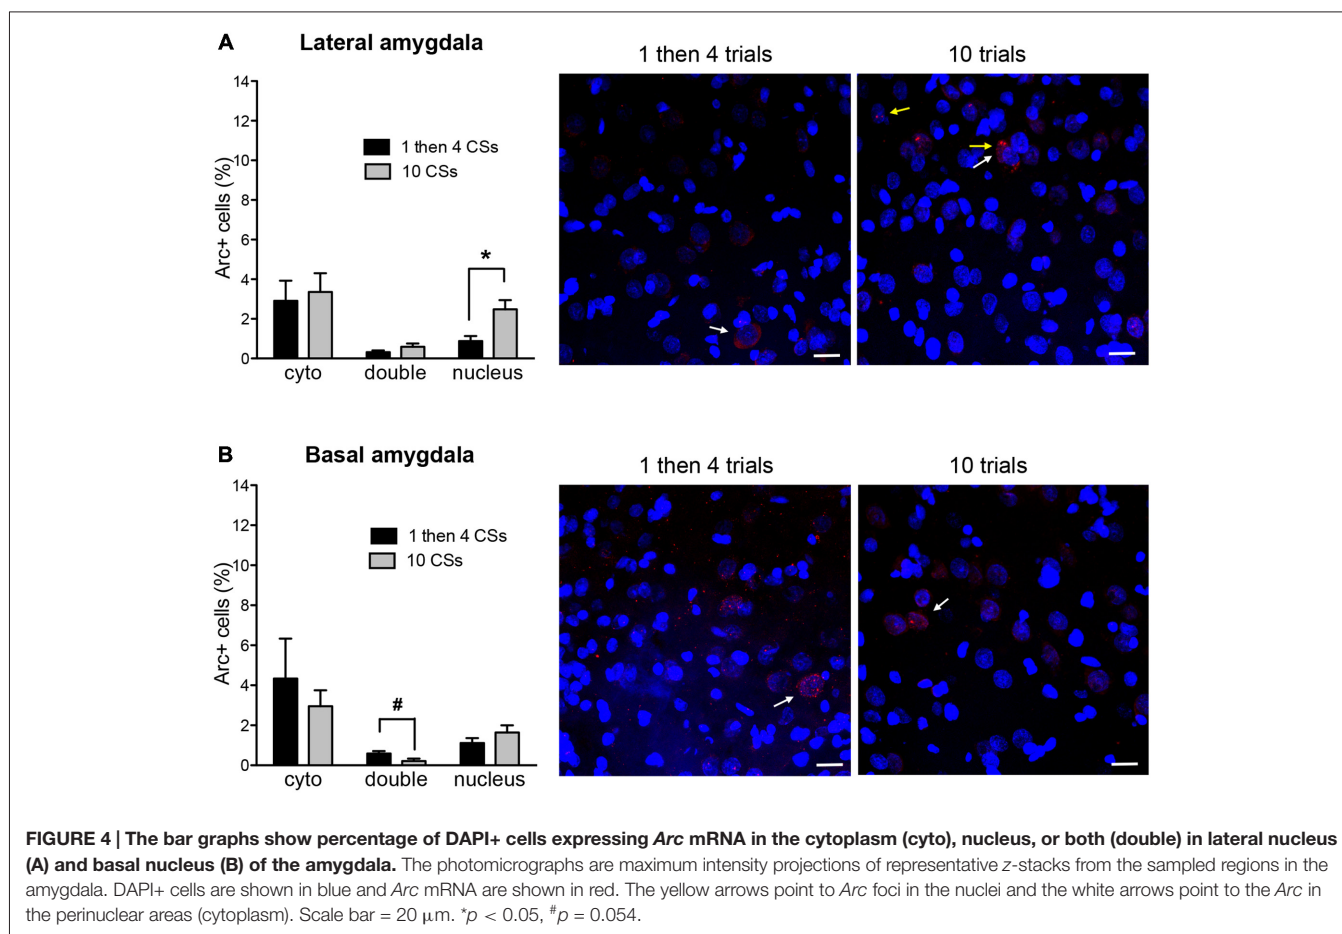 A Lateral amygdala
1 then 4 trials
10 trials
14
12
10
8
6
4
2
0
Arc+ cells (%)
1 then 4 CSs
10 CSs
*
cyto double nucleus
B Basal amygdala
1 then 4 trials
10 trials
14
12
10
8
6
4
2
0
Arc+ cells (%)
1 then 4 CSs
10 CSs
#
cyto double nucleus
FIGURE 4 | The bar graphs show percentage of DAPI+ cells expressing Arc mRNA in the cytoplasm (cyto), nucleus, or both (double) in lateral nucleus
(A) and basal nucleus (B) of the amygdala. The photomicrographs are maximum intensity projections of representative z-stacks from the sampled regions in the
amygdala. DAPI+ cells are shown in blue and Arc mRNA are shown in red. The yellow arrows point to Arc foci in the nuclei and the white arrows point to the Arc in
the perinuclear areas (cytoplasm). Scale bar = 20 μm. *p < 0.05, #p = 0.054.